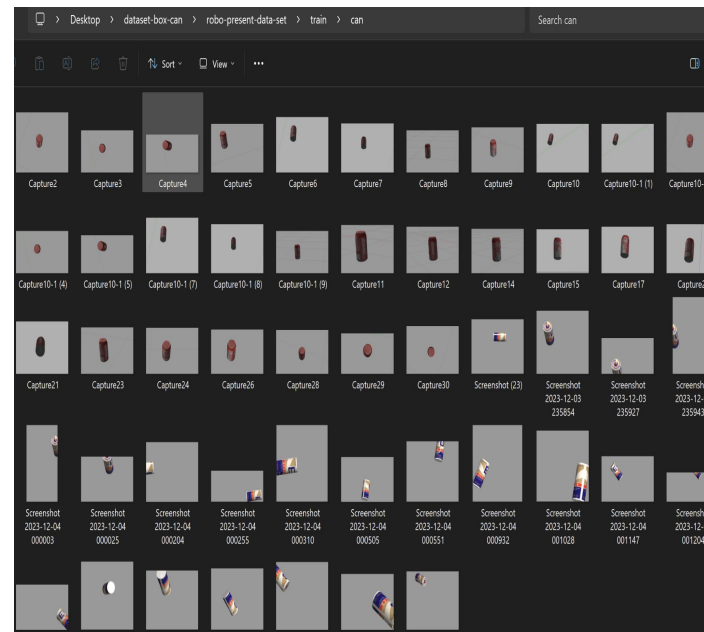 Desktop > dataset-box-can > robo-present-data-set > train > can
Search can
Sort
View
Capture2 Capture3 Capture4 Capture5 Capture6 Capture7 Capture8 Capture9 Capture10 Capture10-1 (1) Capture10-
Capture10-1 (4) Capture10-1 (5) Capture10-1 (7) Capture10-1 (8) Capture10-1 (9) Capture11 Capture12 Capture14 Capture15 Capture17 Capture2
Capture21 Capture23 Capture24 Capture26 Capture28 Capture29 Capture30 Screenshot (23) Screenshot Screenshot Screensh
2023-12-03 2023-12-03 2023-12-
235854 235927 235943
Screenshot Screenshot Screenshot Screenshot Screenshot Screenshot Screenshot Screenshot Screenshot Screenshot Screensh
2023-12-04 2023-12-04 2023-12-04 2023-12-04 2023-12-04 2023-12-04 2023-12-04 2023-12-04 2023-12-04 2023-12-04 2023-12-
000003 000025 000204 000255 000310 000505 000551 000932 001028 001147 001204